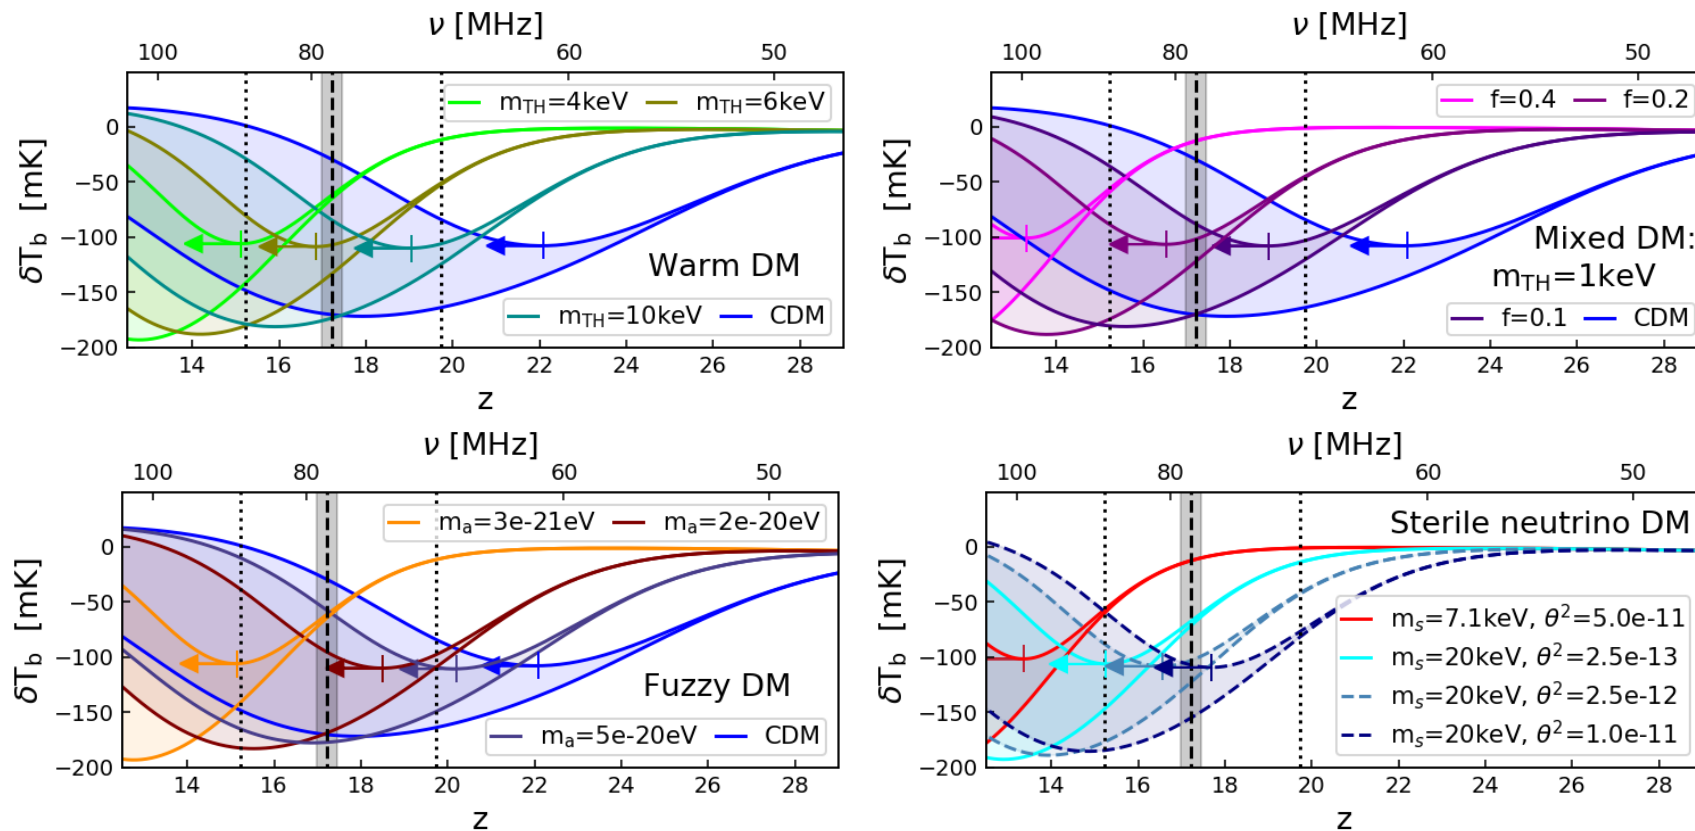 ν [MHz]
100 80 60 50
δT_b [mK]
0
−50
−100
−150
−200
m_TH=4keV m_TH=6keV
Warm DM
m_TH=10keV CDM
14 16 18 20 22 24 26 28
z
ν [MHz]
100 80 60 50
δT_b [mK]
0
−50
−100
−150
−200
f=0.4 f=0.2
Mixed DM:
m_TH=1keV
f=0.1 CDM
14 16 18 20 22 24 26 28
z
ν [MHz]
100 80 60 50
δT_b [mK]
0
−50
−100
−150
−200
m_a=3e-21eV m_a=2e-20eV
Fuzzy DM
m_a=5e-20eV CDM
14 16 18 20 22 24 26 28
z
ν [MHz]
100 80 60 50
δT_b [mK]
0
−50
−100
−150
−200
Sterile neutrino DM
m_s=7.1keV, θ²=5.0e-11
m_s=20keV, θ²=2.5e-13
m_s=20keV, θ²=2.5e-12
m_s=20keV, θ²=1.0e-11
14 16 18 20 22 24 26 28
z